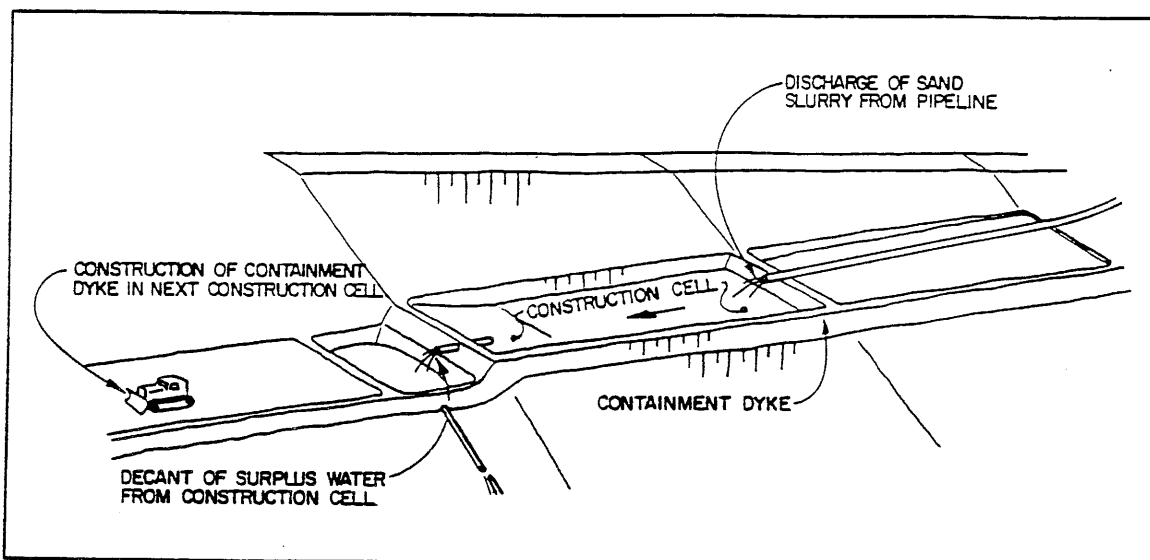 DISCHARGE OF SAND
SLURRY FROM PIPELINE
CONSTRUCTION OF CONTAINMENT
DYKE IN NEXT CONSTRUCTION CELL
CONSTRUCTION CELL
CONTAINMENT DYKE
DECANT OF SURPLUS WATER
FROM CONSTRUCTION CELL